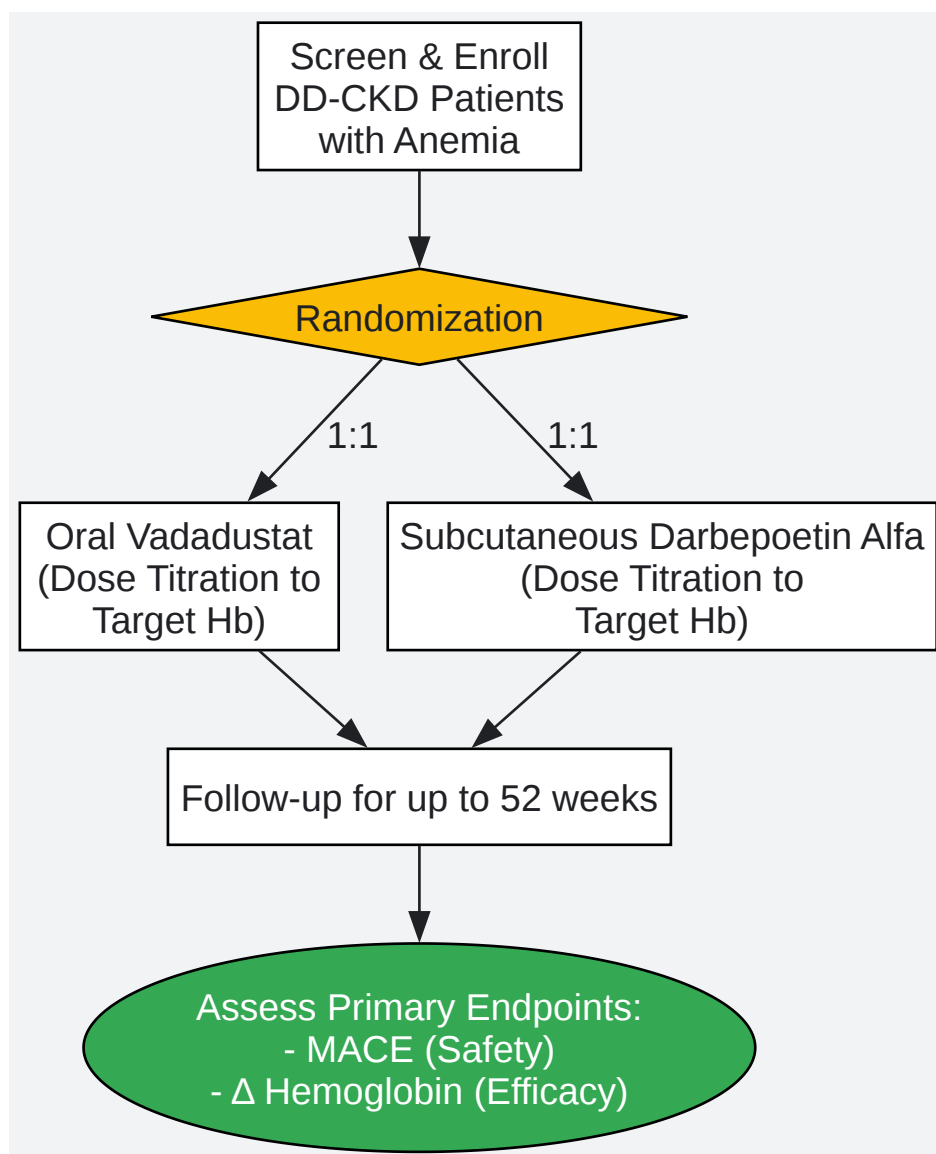 Screen & Enroll
DD-CKD Patients
with Anemia
Randomization
1:1
1:1
Oral Vadadustat
(Dose Titration to
Target Hb)
Subcutaneous Darbepoetin Alfa
(Dose Titration to
Target Hb)
Follow-up for up to 52 weeks
Assess Primary Endpoints:
- MACE (Safety)
- Δ Hemoglobin (Efficacy)